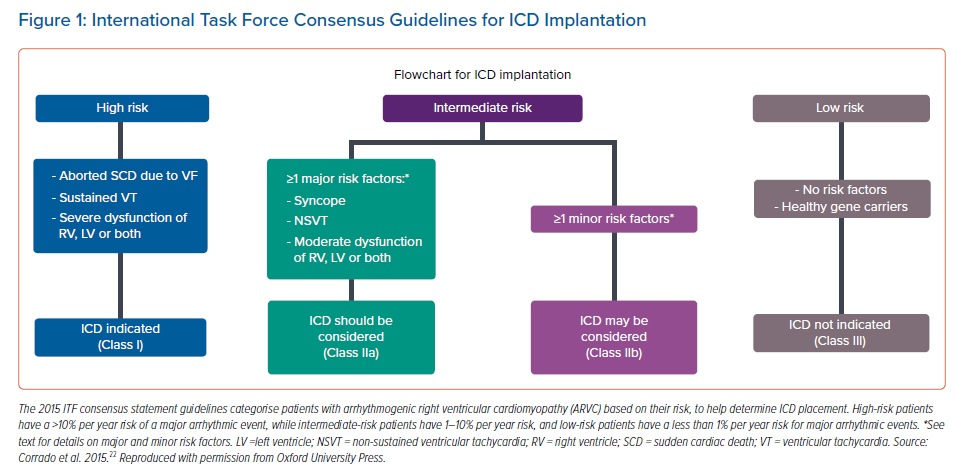 Figure 1: International Task Force Consensus Guidelines for ICD Implantation
Flowchart for ICD implantation
High risk
- Aborted SCD due to VF
- Sustained VT
- Severe dysfunction of
RV, LV or both
ICD indicated
(Class I)
Intermediate risk
≥1 major risk factors:*
- Syncope
- NSVT
- Moderate dysfunction
of RV, LV or both
ICD should be
considered
(Class IIa)
≥1 minor risk factors*
ICD may be
considered
(Class IIb)
Low risk
- No risk factors
- Healthy gene carriers
ICD not indicated
(Class III)
The 2015 ITF consensus statement guidelines categorise patients with arrhythmogenic right ventricular cardiomyopathy (ARVC) based on their risk, to help determine ICD placement. High-risk patients
have a >10% per year risk of a major arrhythmic event, while intermediate-risk patients have 1–10% per year risk, and low-risk patients have a less than 1% per year risk for major arrhythmic events. *See
text for details on major and minor risk factors. LV =left ventricle; NSVT = non-sustained ventricular tachycardia; RV = right ventricle; SCD = sudden cardiac death; VT = ventricular tachycardia. Source:
Corrado et al. 2015.²² Reproduced with permission from Oxford University Press.